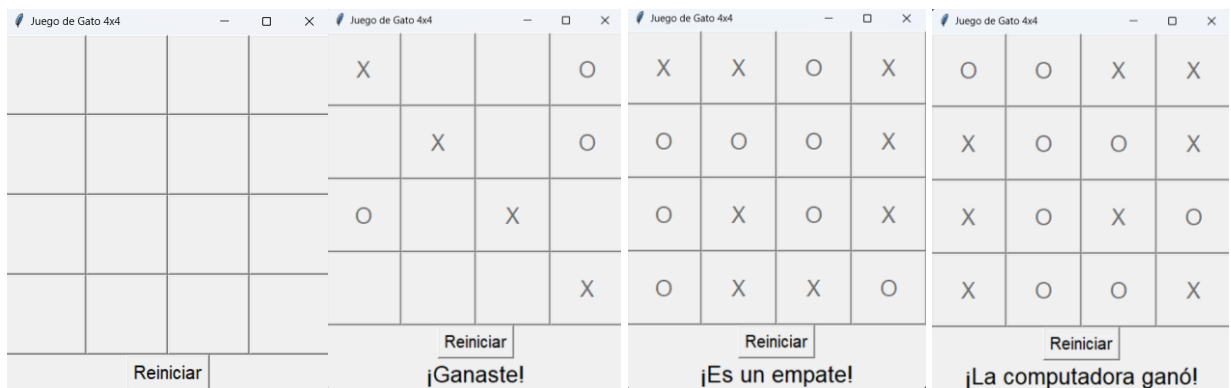 Juego de Gato 4x4
Reiniciar
Juego de Gato 4x4
X O
X O
O X
X
Reiniciar
¡Ganaste!
Juego de Gato 4x4
X X O X
O O O X
O X O X
O X X O
Reiniciar
¡Es un empate!
Juego de Gato 4x4
O O X X
X O O X
X O X O
X O O X
Reiniciar
¡La computadora ganó!